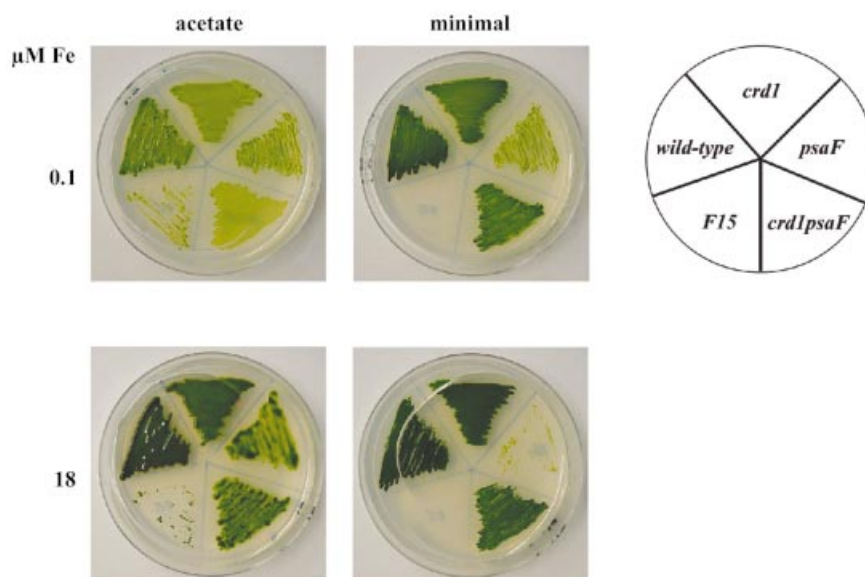 acetate minimal
µM Fe
0.1
crd1
wild-type psaF
F15 crd1psaF
18